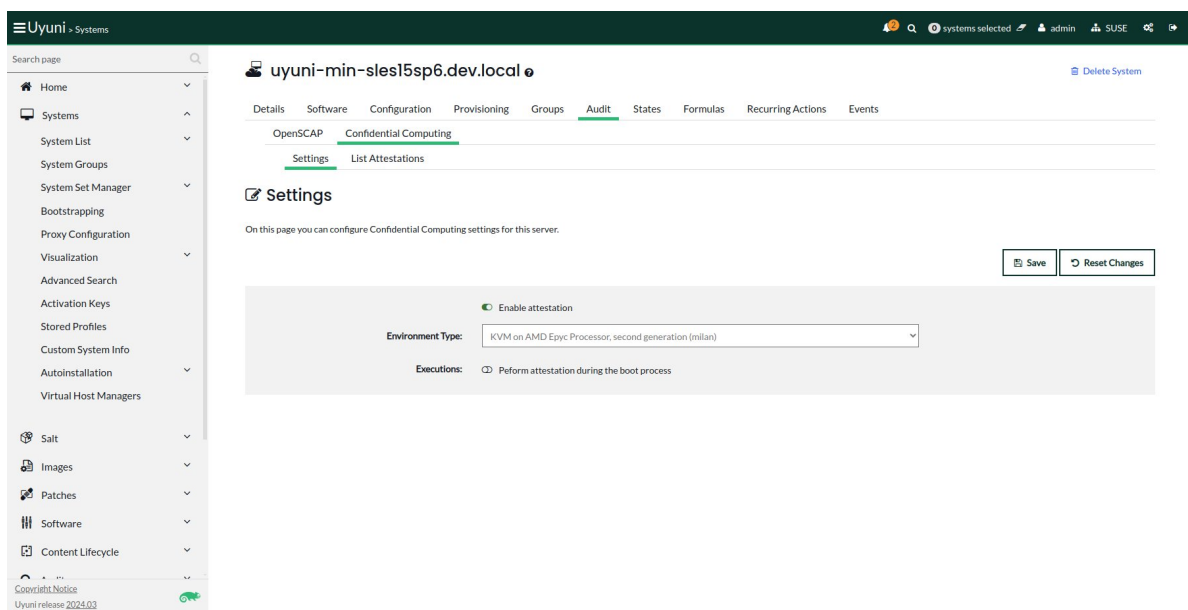 Uyuni > Systems
2
0 systems selected
admin
SUSE
Search page
Home
Systems
System List
System Groups
System Set Manager
Bootstrapping
Proxy Configuration
Visualization
Advanced Search
Activation Keys
Stored Profiles
Custom System Info
Autoinstallation
Virtual Host Managers
Salt
Images
Patches
Software
Content Lifecycle
Copyright Notice
Uyuni release 2024.03
uyuni-min-sles15sp6.dev.local
Delete System
Details Software Configuration Provisioning Groups Audit States Formulas Recurring Actions Events
OpenSCAP Confidential Computing
Settings List Attestations
Settings
On this page you can configure Confidential Computing settings for this server.
Save Reset Changes
Enable attestation
Environment Type: KVM on AMD Epyc Processor, second generation (milan)
Executions: Peform attestation during the boot process